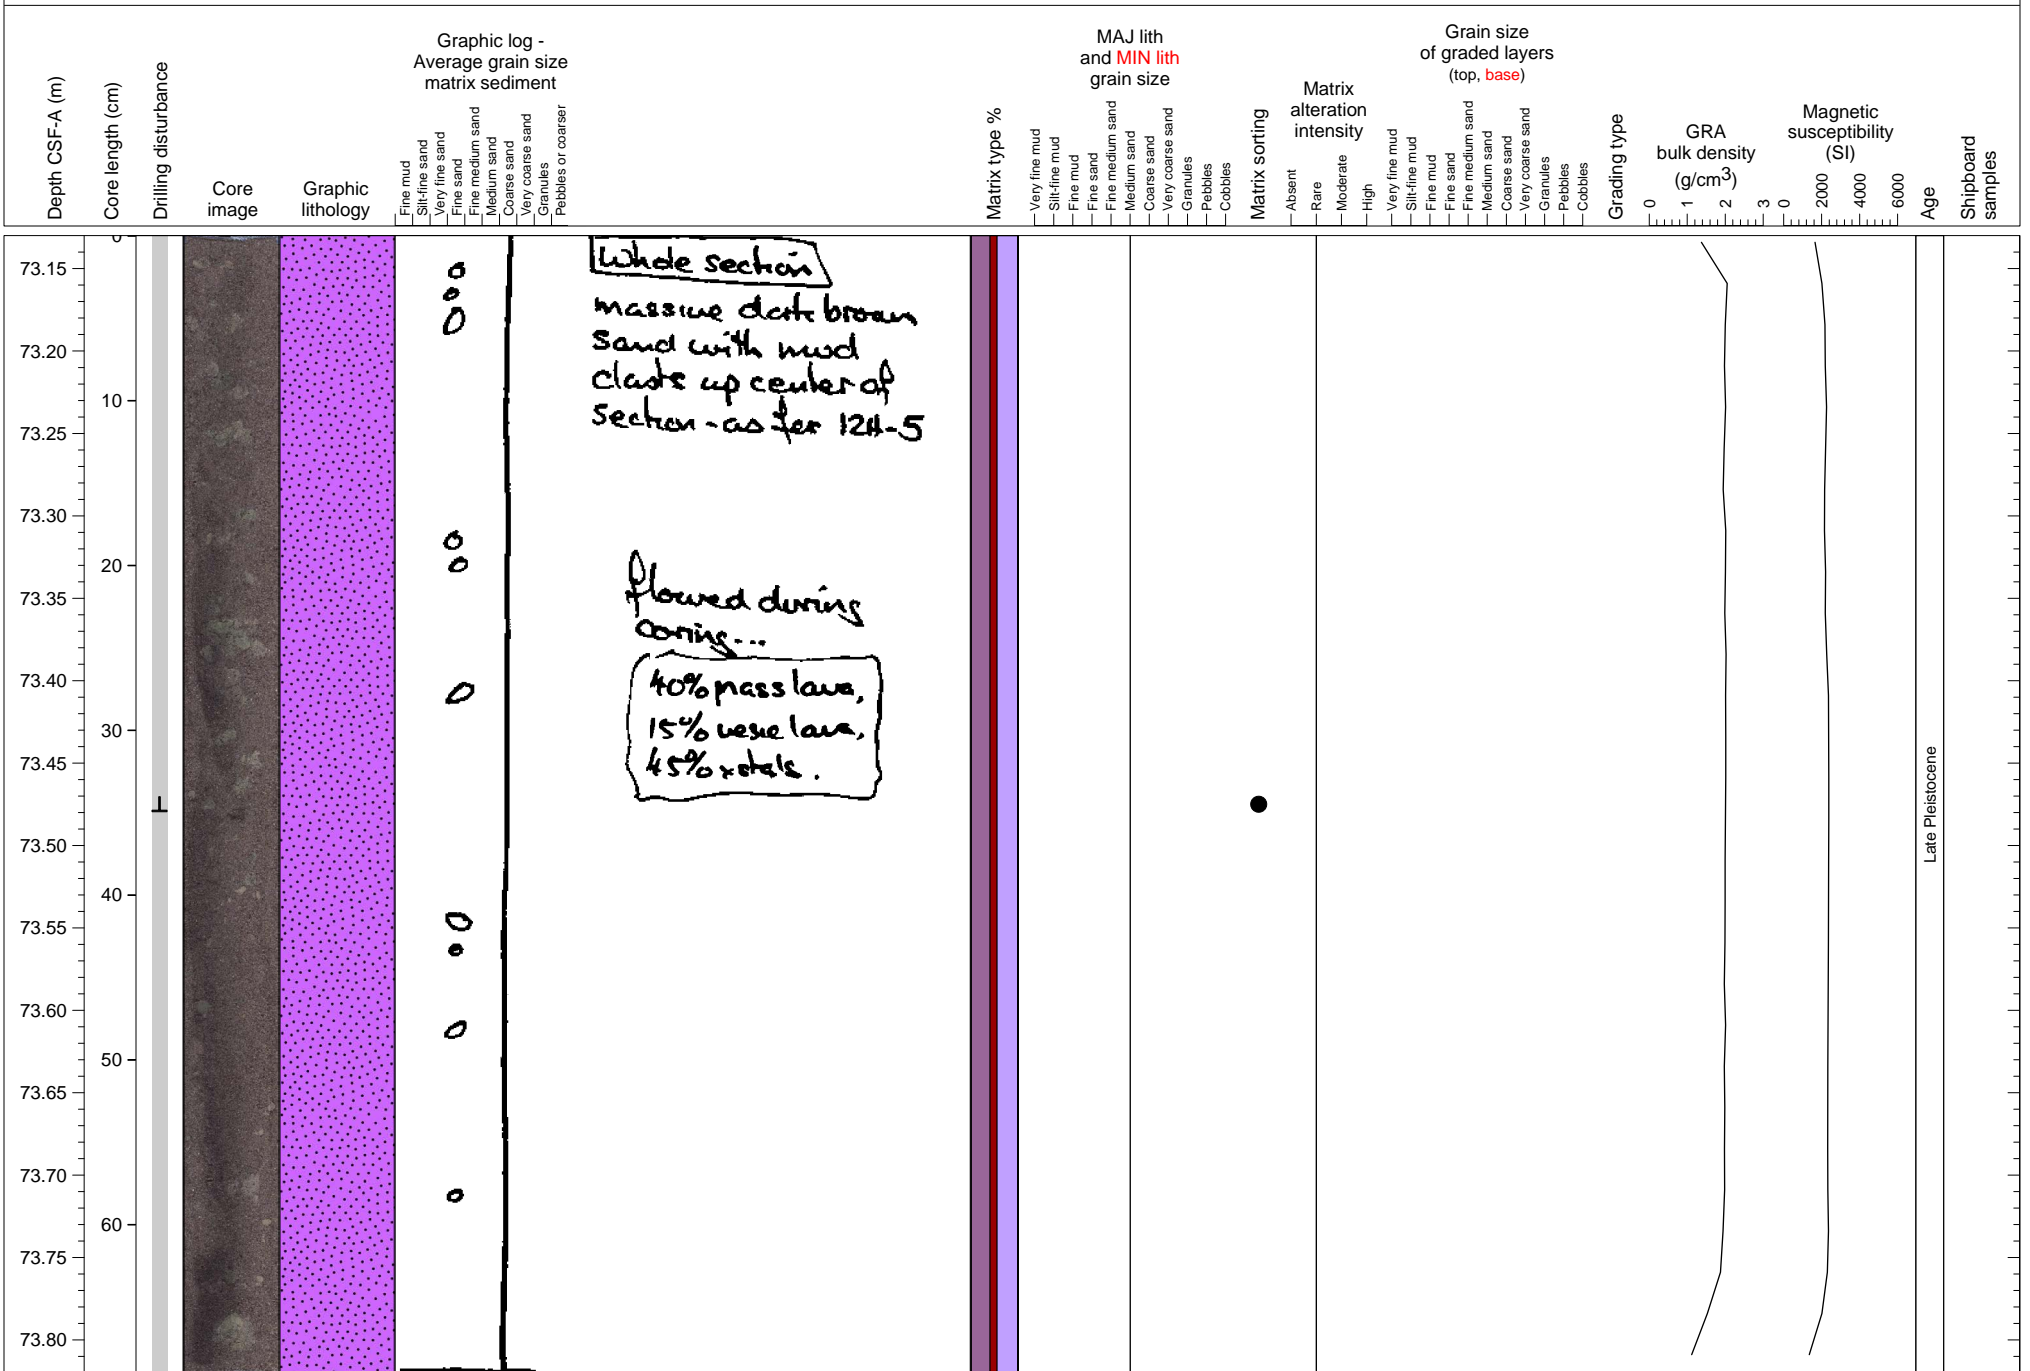 Graphic log -
Average grain size
matrix sediment
MAJ lith
and MIN lith
grain size
Grain size
of graded layers
(top, base)
Matrix
alteration
intensity
Depth CSF-A (m)
Core length (cm)
Drilling disturbance
Core
image
Graphic
lithology
Fine mud
Silt-fine sand
Very fine sand
Fine sand
Fine medium sand
Medium sand
Coarse sand
Very coarse sand
Granules
Pebbles or coarser
Matrix type %
Very fine mud
Silt-fine mud
Fine mud
Fine sand
Fine medium sand
Medium sand
Coarse sand
Very coarse sand
Granules
Pebbles
Cobbles
Matrix sorting
Absent
Rare
Moderate
High
Very fine mud
Silt-fine mud
Fine mud
Fine sand
Fine medium sand
Medium sand
Coarse sand
Very coarse sand
Granules
Pebbles
Cobbles
Grading type
GRA
bulk density
(g/cm3)
0 1 2 3
Magnetic
susceptibility
(SI)
0 2000 4000 6000
Age
Shipboard
samples
0
73.15
73.20
10
73.25
73.30
20
73.35
73.40
30
73.45
73.50
40
73.55
73.60
50
73.65
73.70
60
73.75
73.80
Whole section
massive dark brown
sand with mud
clasts up center of
section - as for 12H-5
flowed during
coring...
40% mass lava,
15% vesic lava,
45% xstals.
Late Pleistocene